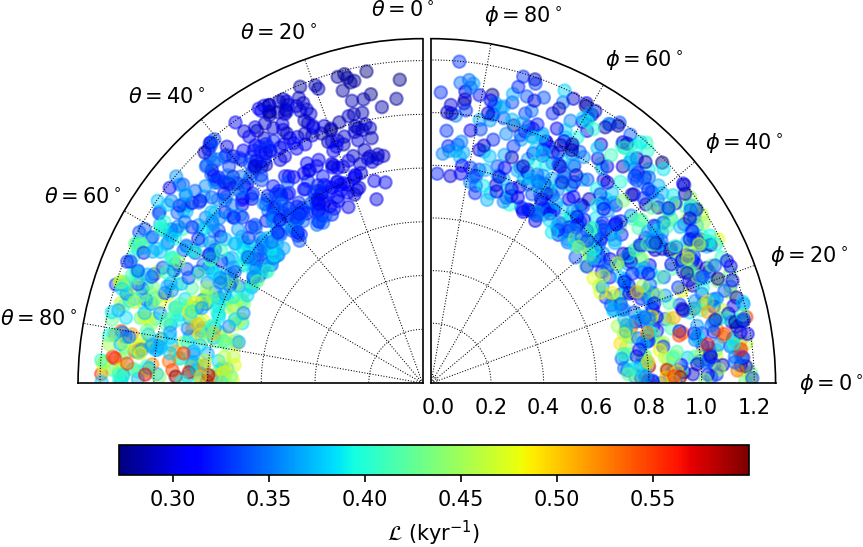 θ = 0°
θ = 20°
θ = 40°
θ = 60°
θ = 80°
ϕ = 80°
ϕ = 60°
ϕ = 40°
ϕ = 20°
ϕ = 0°
0.0 0.2 0.4 0.6 0.8 1.0 1.2
0.30 0.35 0.40 0.45 0.50 0.55
ℒ (kyr⁻¹)